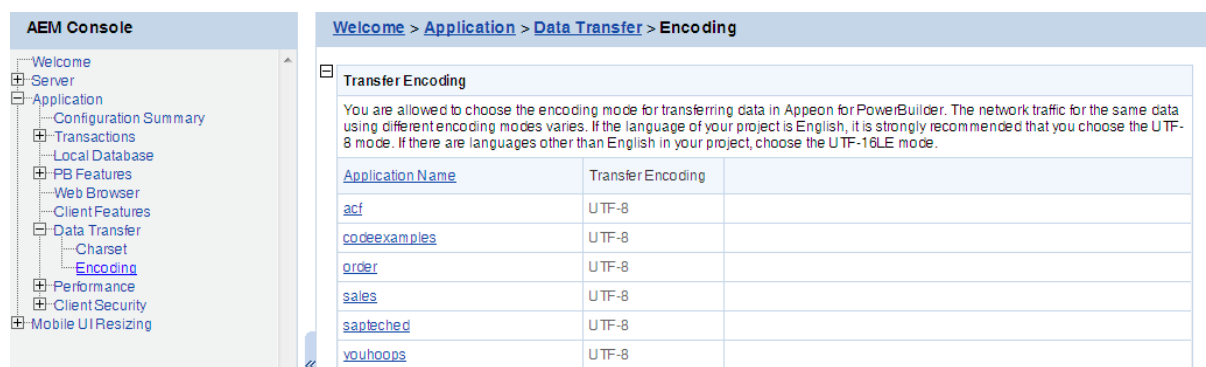 AEM Console
Welcome
Server
Application
Configuration Summary
Transactions
Local Database
PB Features
Web Browser
Client Features
Data Transfer
Charset
Encoding
Performance
Client Security
Mobile UI Resizing
«
Welcome > Application > Data Transfer > Encoding
Transfer Encoding
You are allowed to choose the encoding mode for transferring data in Appeon for PowerBuilder. The network traffic for the same data
using different encoding modes varies. If the language of your project is English, it is strongly recommended that you choose the UTF-
8 mode. If there are languages other than English in your project, choose the UTF-16LE mode.
Application Name Transfer Encoding
acf UTF-8
codeexamples UTF-8
order UTF-8
sales UTF-8
sapteched UTF-8
youhoops UTF-8